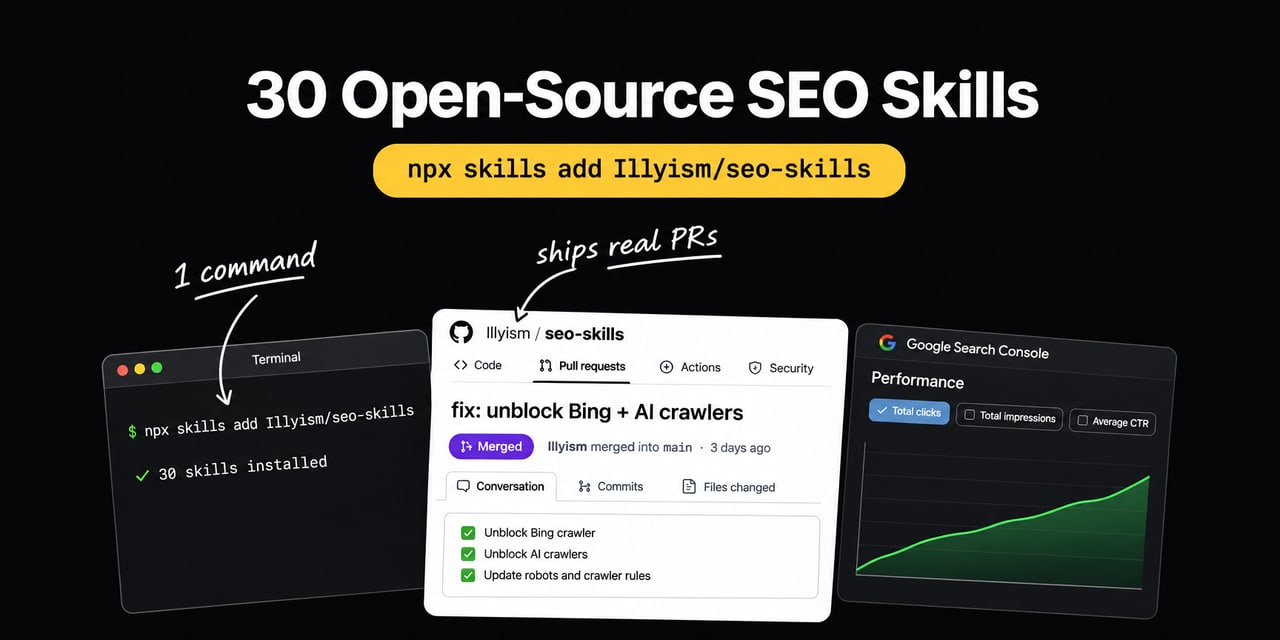 30 Open-Source SEO Skills
npx skills add Illyism/seo-skills
1 command
ships real PRs
Terminal
$ npx skills add Illyism/seo-skills
✓ 30 skills installed
Illyism / seo-skills
<> Code
Pull requests
Actions
Security
fix: unblock Bing + AI crawlers
Merged
Illyism merged into main · 3 days ago
Conversation
Commits
Files changed
Unblock Bing crawler
Unblock AI crawlers
Update robots and crawler rules
Google Search Console
Performance
Total clicks
Total impressions
Average CTR